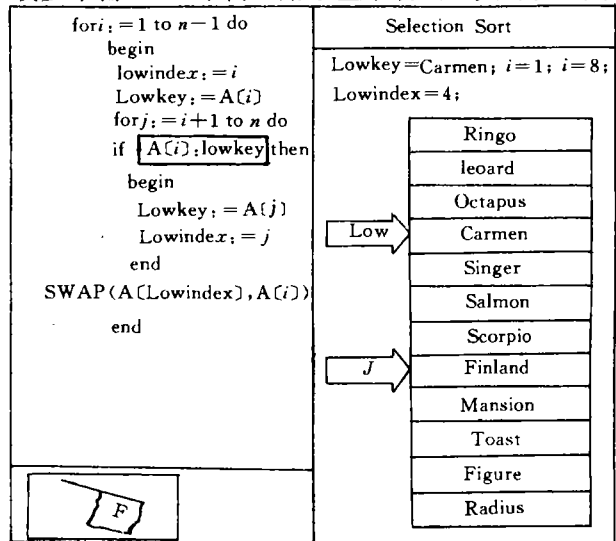 fori:=1 to n−1 do
begin
lowindex:=i
Lowkey:=A[i]
forj:=i+1 to n do
if A[i]:lowkey then
begin
Lowkey:=A[j]
Lowindex:=j
end
SWAP(A[Lowindex],A[i])
end
F
Selection Sort
Lowkey=Carmen; i=1; i=8;
Lowindex=4;
Ringo
leoard
Octapus
Low
Carmen
Singer
Salmon
Scorpio
J
Finland
Mansion
Toast
Figure
Radius